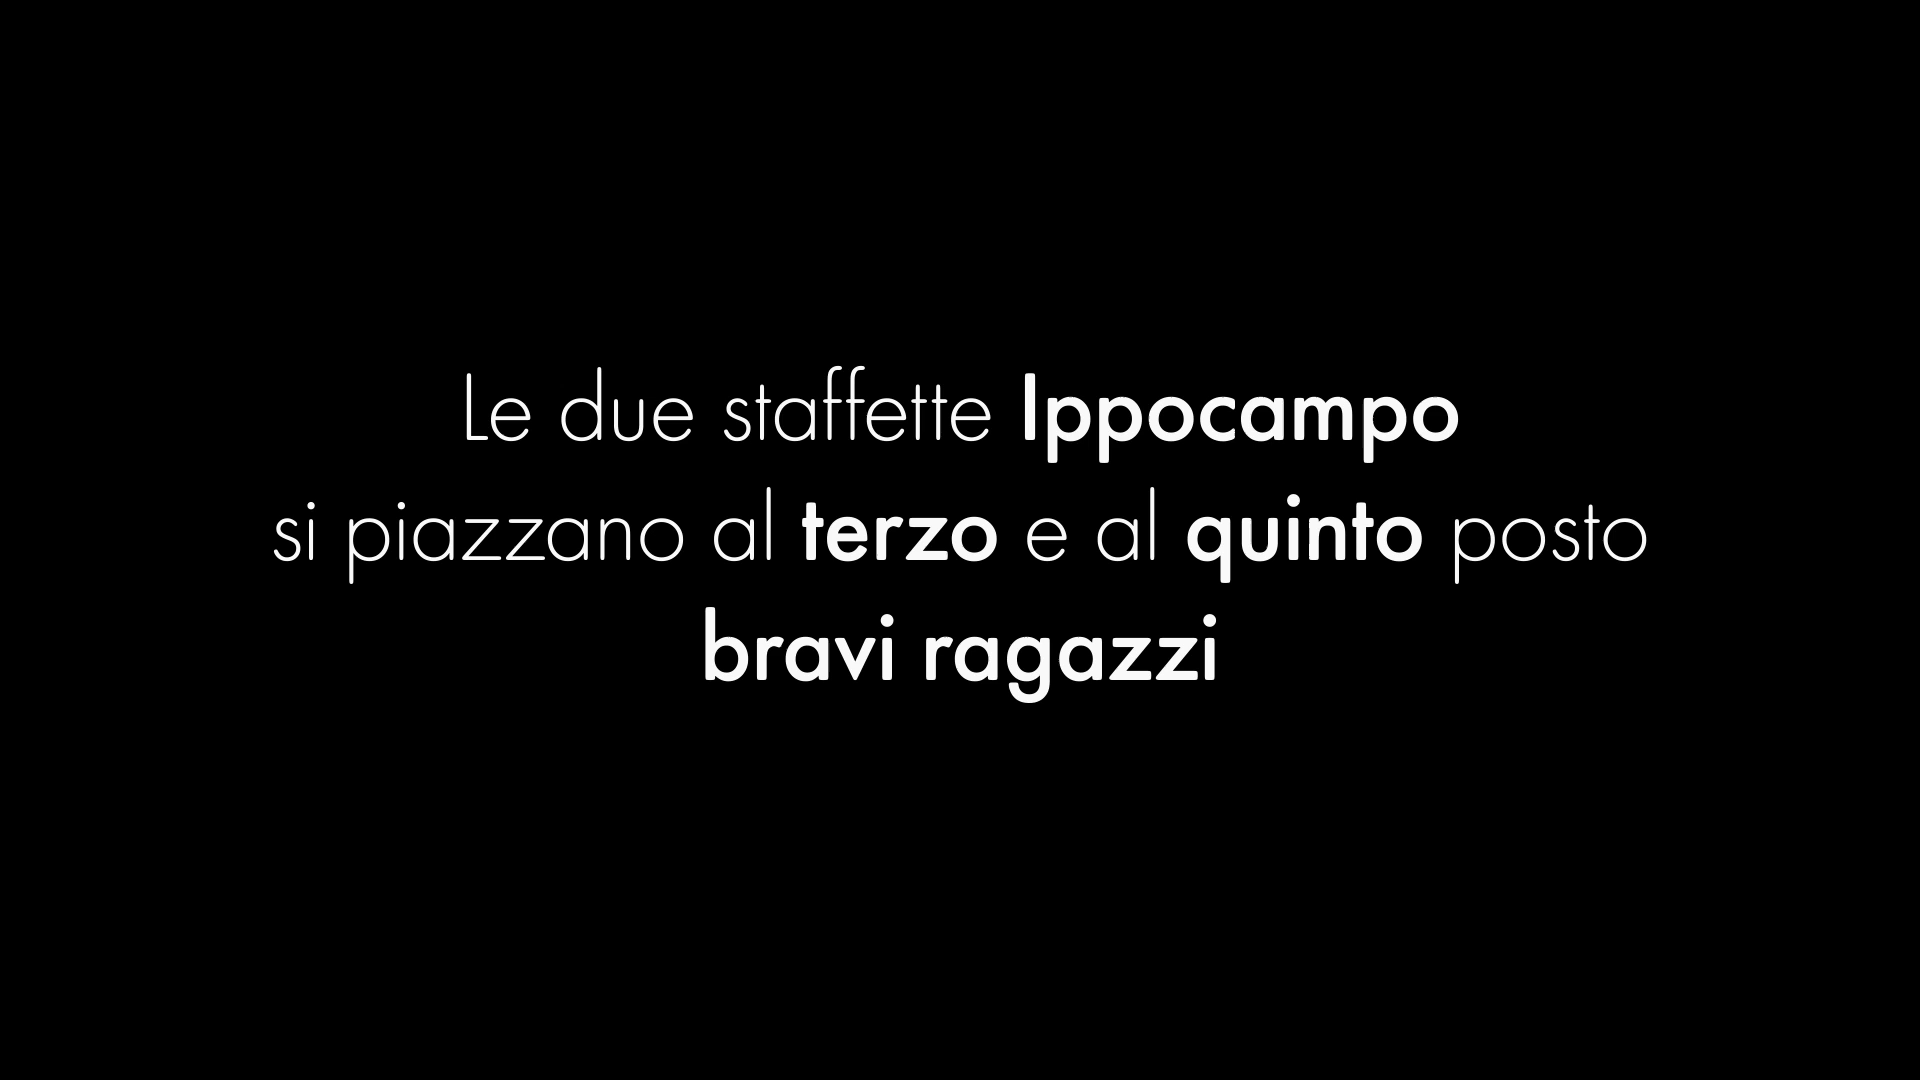 Le due staffette Ippocampo
si piazzano al terzo e al quinto posto
bravi ragazzi